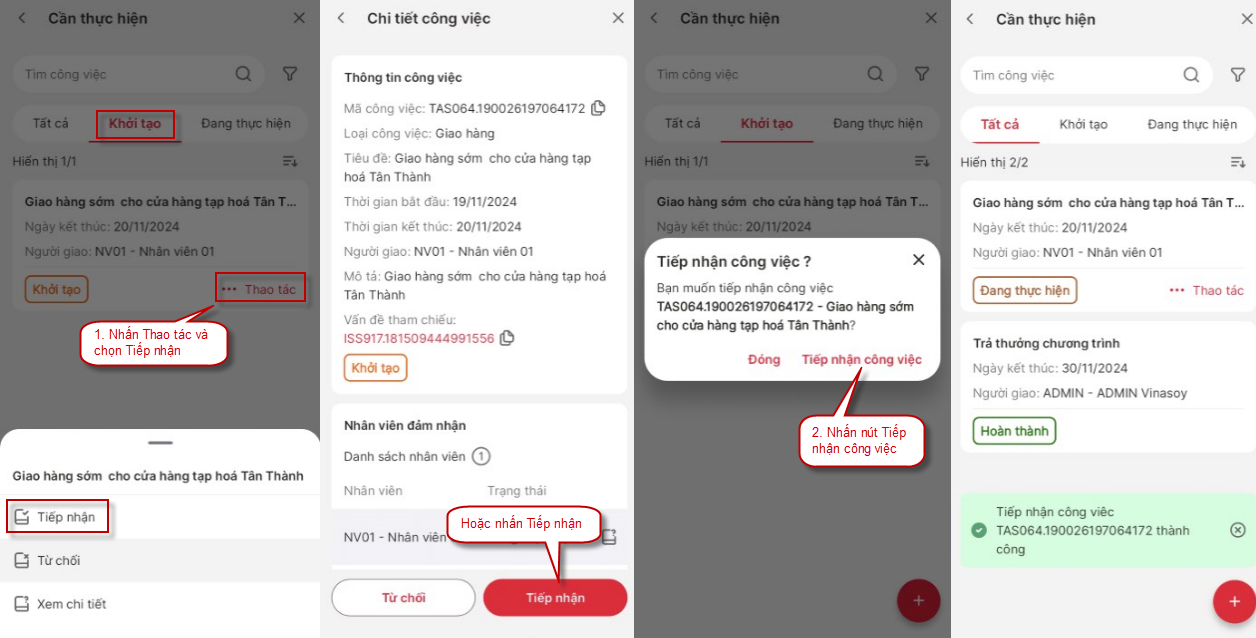 Cần thực hiện
Tìm công việc
Tất cả
Khởi tạo
Đang thực hiện
Hiển thị 1/1
Giao hàng sớm cho cửa hàng tạp hoá Tân T...
Ngày kết thúc: 20/11/2024
Người giao: NV01 - Nhân viên 01
Khởi tạo
Thao tác
1. Nhấn Thao tác và
chọn Tiếp nhận
Giao hàng sớm cho cửa hàng tạp hoá Tân Thành
Tiếp nhận
Từ chối
Xem chi tiết
Chi tiết công việc
Thông tin công việc
Mã công việc: TAS064.190026197064172
Loại công việc: Giao hàng
Tiêu đề: Giao hàng sớm cho cửa hàng tạp
hoá Tân Thành
Thời gian bắt đầu: 19/11/2024
Thời gian kết thúc: 20/11/2024
Người giao: NV01 - Nhân viên 01
Mô tả: Giao hàng sớm cho cửa hàng tạp hoá
Tân Thành
Vấn đề tham chiếu:
ISS917.181509444991556
Khởi tạo
Nhân viên đảm nhận
Danh sách nhân viên 1
Nhân viên
Trạng thái
NV01 - Nhân viên
Hoặc nhấn Tiếp nhận
Từ chối
Tiếp nhận
Cần thực hiện
Tìm công việc
Tất cả
Khởi tạo
Đang thực hiện
Hiển thị 1/1
Giao hàng sớm cho cửa hàng tạp hoá Tân T...
Ngày kết thúc: 20/11/2024
Tiếp nhận công việc ?
Bạn muốn tiếp nhận công việc
TAS064.190026197064172 - Giao hàng sớm
cho cửa hàng tạp hoá Tân Thành?
Đóng
Tiếp nhận công việc
2. Nhấn nút Tiếp
nhận công việc
Cần thực hiện
Tìm công việc
Tất cả
Khởi tạo
Đang thực hiện
Hiển thị 2/2
Giao hàng sớm cho cửa hàng tạp hoá Tân T...
Ngày kết thúc: 20/11/2024
Người giao: NV01 - Nhân viên 01
Đang thực hiện
Thao tác
Trả thưởng chương trình
Ngày kết thúc: 30/11/2024
Người giao: ADMIN - ADMIN Vinasoy
Hoàn thành
Tiếp nhận công viêc
TAS064.190026197064172 thành
công